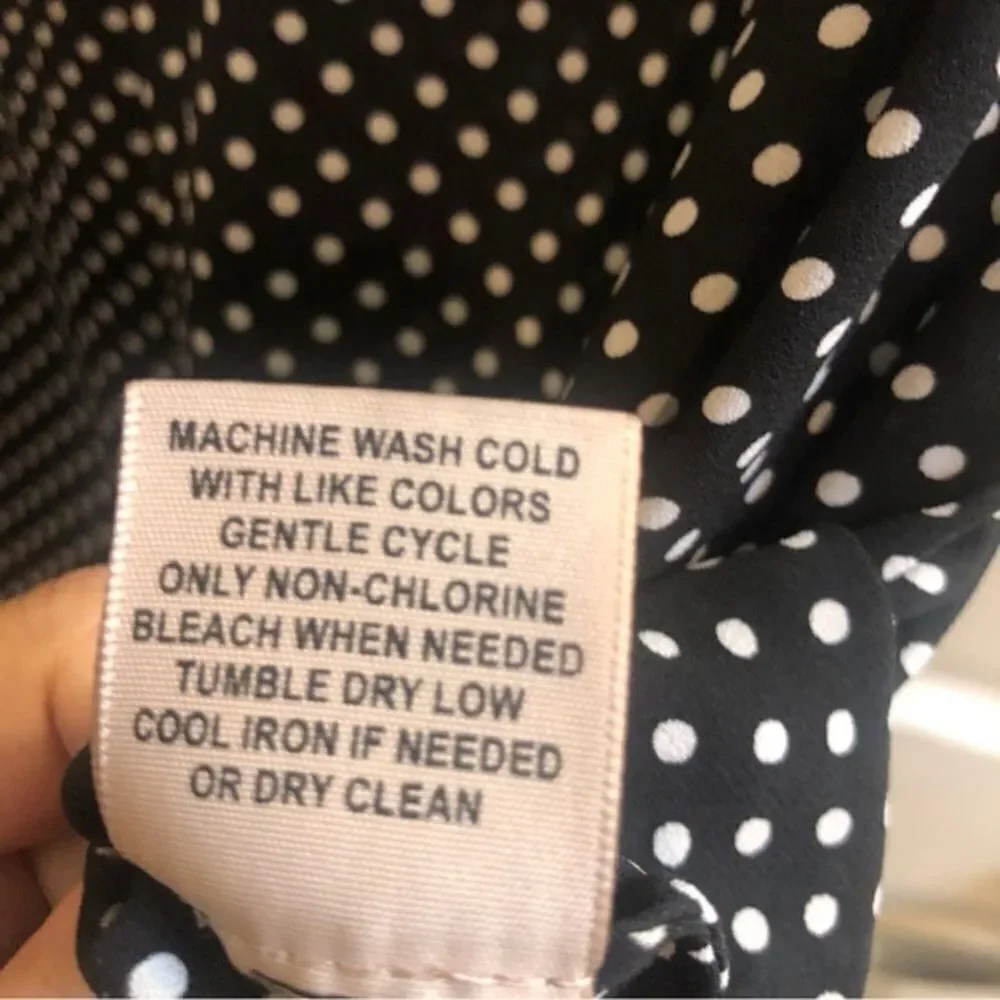 MACHINE WASH COLD
WITH LIKE COLORS
GENTLE CYCLE
ONLY NON-CHLORINE
BLEACH WHEN NEEDED
TUMBLE DRY LOW
COOL IRON IF NEEDED
OR DRY CLEAN